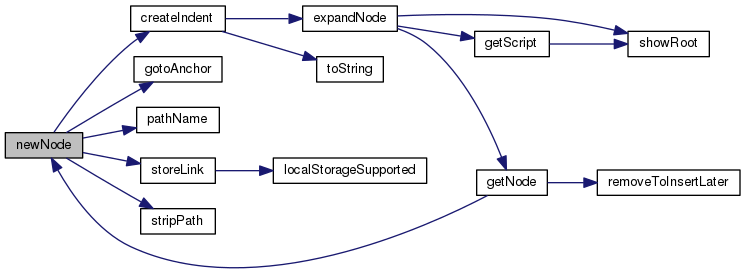 createIndent
expandNode
getScript
showRoot
gotoAnchor
toString
pathName
newNode
storeLink
localStorageSupported
getNode
removeToInsertLater
stripPath